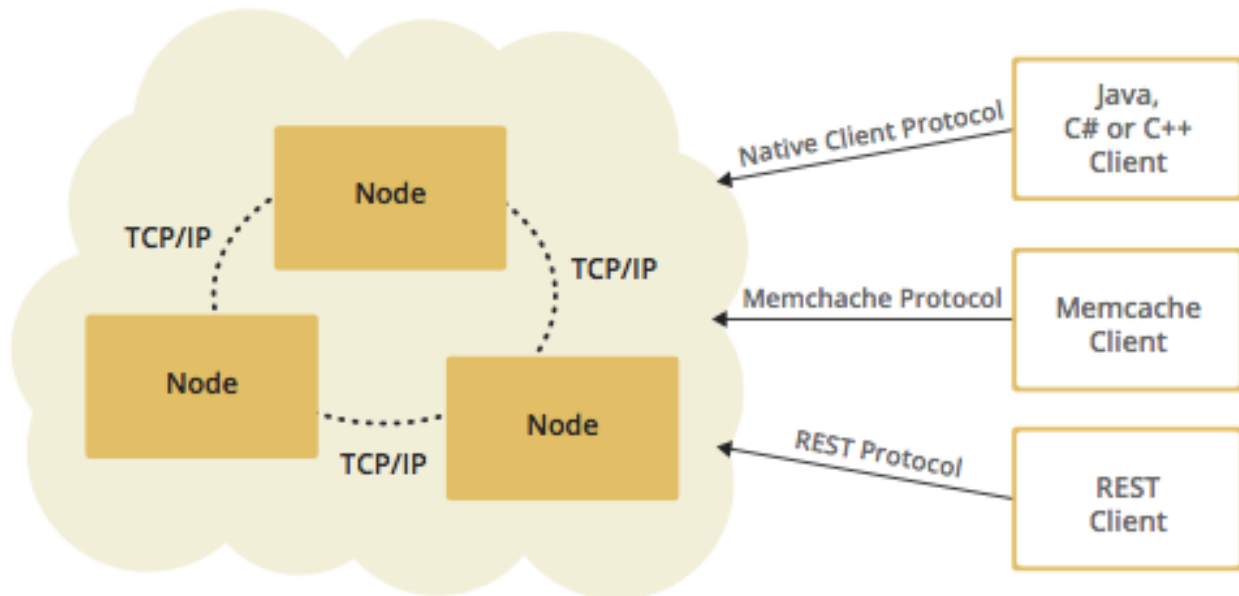 Node
TCP/IP
TCP/IP
Node
Node
TCP/IP
Native Client Protocol
Java,
C# or C++
Client
Memchache Protocol
Memcache
Client
REST Protocol
REST
Client